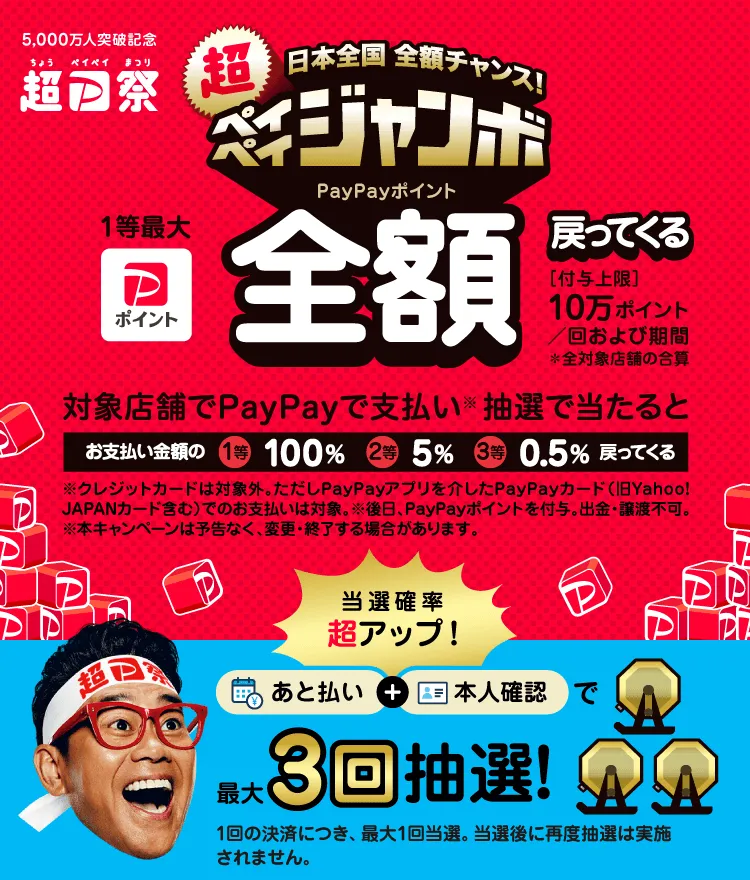 5,000万人突破記念
ちょう ペイペイ まつり
超P祭
超
日本全国 全額チャンス!
ペイペイジャンボ
PayPayポイント
1等最大
P
ポイント
全額
戻ってくる
[付与上限]
10万ポイント
/回および期間
*全対象店舗の合算
対象店舗でPayPayで支払い※抽選で当たると
お支払い金額の 1等 100% 2等 5% 3等 0.5% 戻ってくる
※クレジットカードは対象外。ただしPayPayアプリを介したPayPayカード(旧Yahoo!
JAPANカード含む)でのお支払いは対象。※後日、PayPayポイントを付与。出金・譲渡不可。
※本キャンペーンは予告なく、変更・終了する場合があります。
当選確率
超アップ!
超P祭
あと払い + 本人確認 で
最大3回抽選!
1回の決済につき、最大1回当選。当選後に再度抽選は実施
されません。